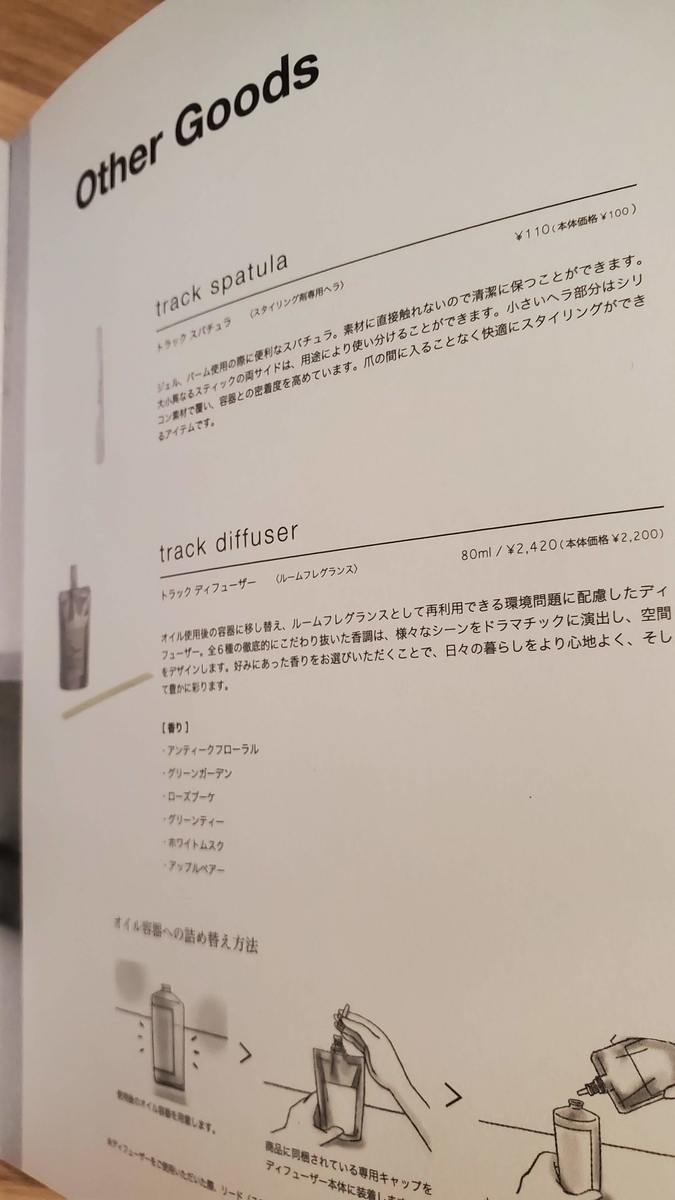 Other Goods
track spatula
¥110(本体価格¥100)
トラック スパチュラ 〈スタイリング剤専用ヘラ〉
ジェル、バーム使用の際に便利なスパチュラ。素材に直接触れないので清潔に保つことができます。
大小異なるスティックの両サイドは、用途により使い分けることができます。小さいヘラ部分はシリ
コン素材で覆い、容器との密着度を高めています。爪の間に入ることなく快適にスタイリングができ
るアイテムです。
track diffuser
80ml / ¥2,420(本体価格¥2,200)
トラック ディフューザー 〈ルームフレグランス〉
オイル使用後の容器に移し替え、ルームフレグランスとして再利用できる環境問題に配慮したディ
フューザー。全6種の徹底的にこだわり抜いた香調は、様々なシーンをドラマチックに演出し、空間
をデザインします。好みにあった香りをお選びいただくことで、日々の暮らしをより心地よく、そし
て豊かに彩ります。
[香り]
・アンティークフローラル
・グリーンガーデン
・ローズブーケ
・グリーンティー
・ホワイトムスク
・アップルペアー
オイル容器への詰め替え方法
使用後のオイル容器を用意します。
商品に同梱されている専用キャップを
ディフューザー本体に装着しま
※ディフューザーをご使用いただいた際、リード